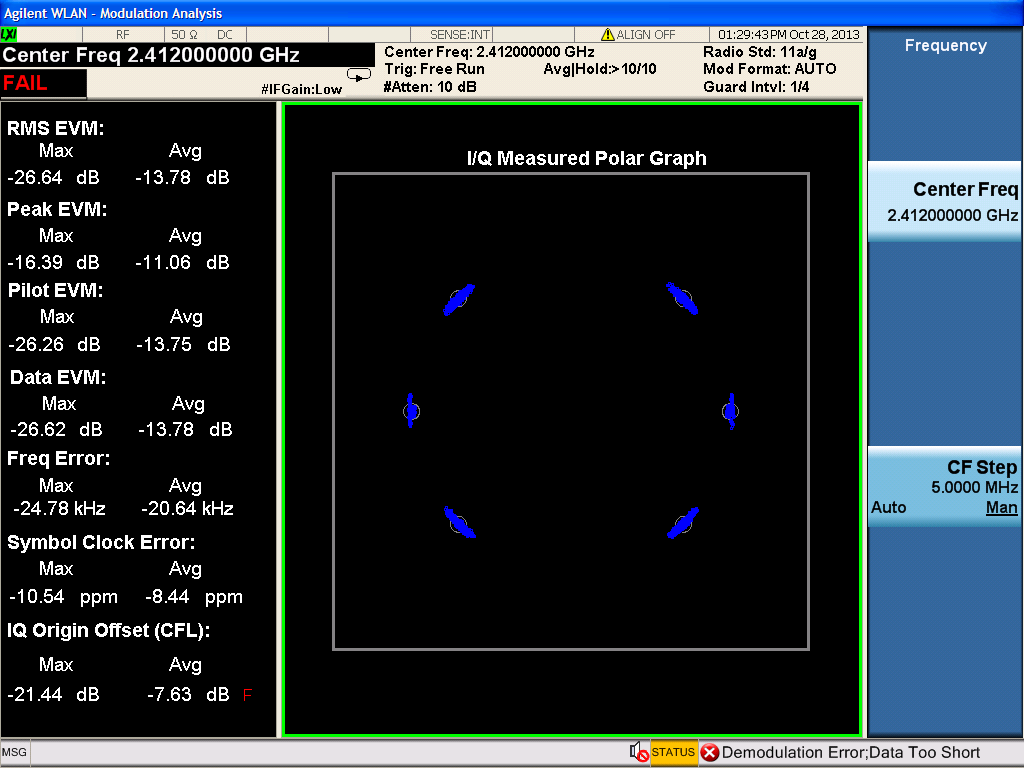 Agilent WLAN - Modulation Analysis
LXI RF 50 Ω DC SENSE:INT ALIGN OFF 01:29:43 PM Oct 28, 2013
Center Freq 2.412000000 GHz
Center Freq: 2.412000000 GHz
Radio Std: 11a/g
Trig: Free Run
Avg|Hold:>10/10
Mod Format: AUTO
FAIL
#IFGain:Low
#Atten: 10 dB
Guard Intvl: 1/4
RMS EVM:
Max Avg
-26.64 dB -13.78 dB
Peak EVM:
Max Avg
-16.39 dB -11.06 dB
Pilot EVM:
Max Avg
-26.26 dB -13.75 dB
Data EVM:
Max Avg
-26.62 dB -13.78 dB
Freq Error:
Max Avg
-24.78 kHz -20.64 kHz
Symbol Clock Error:
Max Avg
-10.54 ppm -8.44 ppm
IQ Origin Offset (CFL):
Max Avg
-21.44 dB -7.63 dB F
I/Q Measured Polar Graph
Frequency
Center Freq
2.412000000 GHz
CF Step
5.0000 MHz
Auto Man
MSG
STATUS
Demodulation Error;Data Too Short